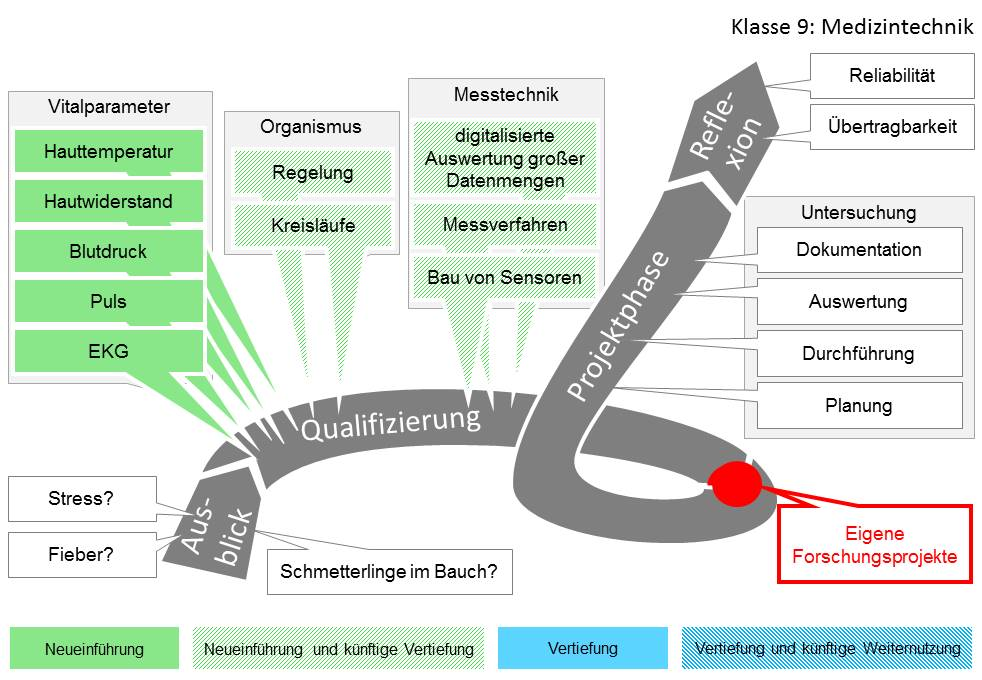 Klasse 9: Medizintechnik
Vitalparameter
Hauttemperatur
Hautwiderstand
Blutdruck
Puls
EKG
Organismus
Regelung
Kreisläufe
Messtechnik
digitalisierte
Auswertung großer
Datenmengen
Messverfahren
Bau von Sensoren
Reliabilität
Übertragbarkeit
Refle-
xion
Untersuchung
Dokumentation
Auswertung
Durchführung
Planung
Projektphase
Qualifizierung
Aus-
blick
Stress?
Fieber?
Schmetterlinge im Bauch?
Eigene
Forschungsprojekte
Neueinführung
Neueinführung und künftige Vertiefung
Vertiefung
Vertiefung und künftige Weiternutzung